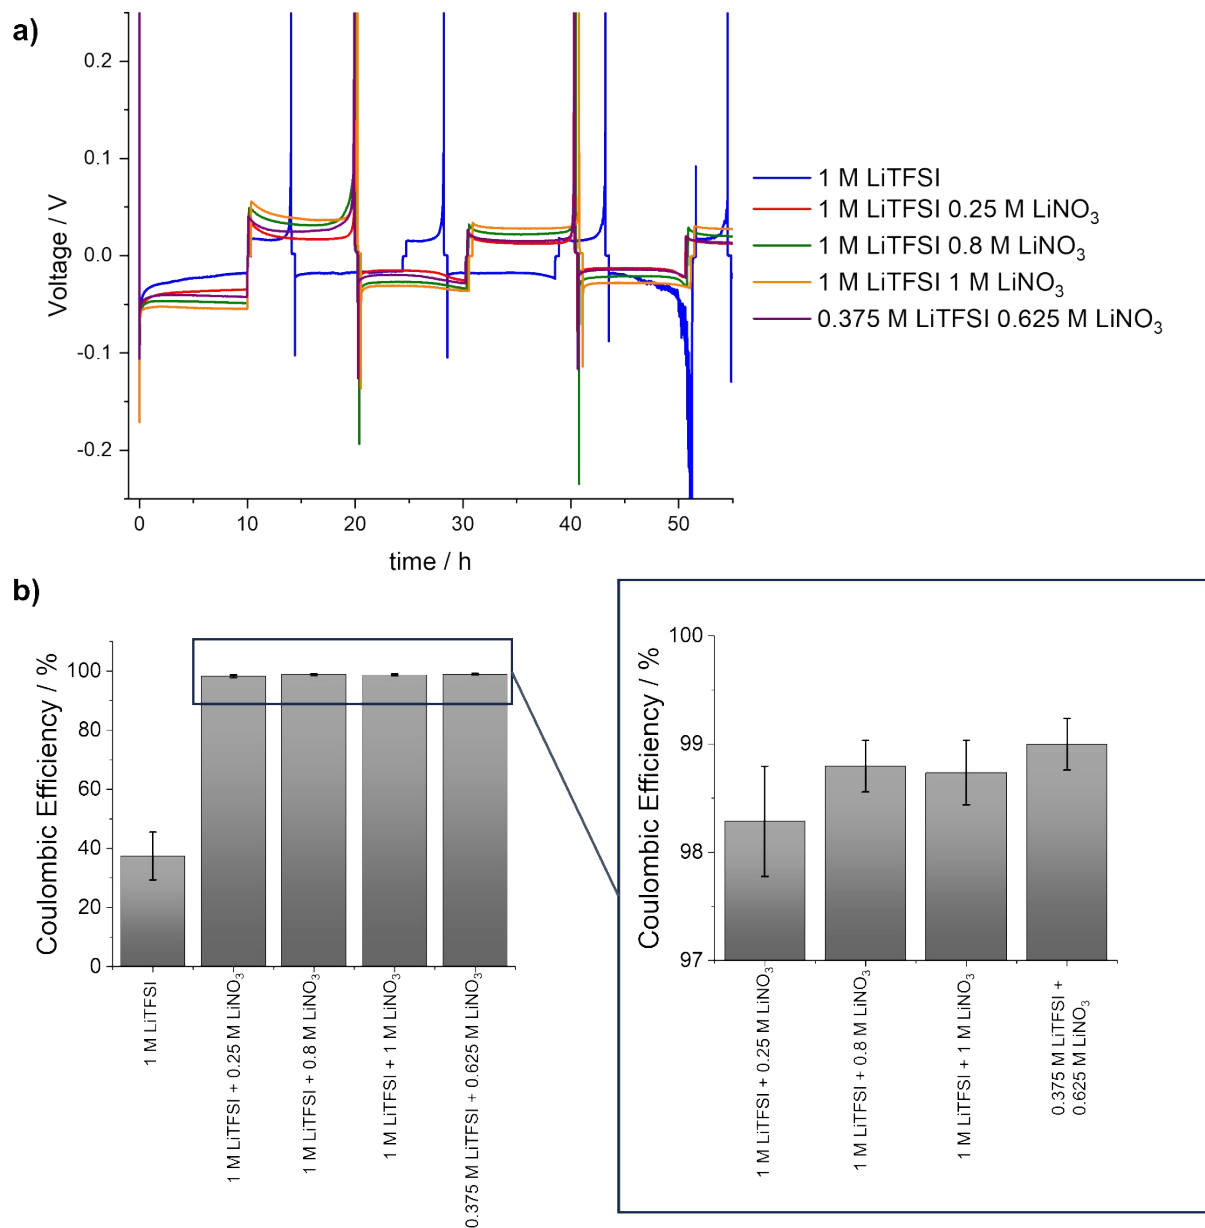 a)
0.2
0.1
0.0
-0.1
-0.2
Voltage / V
0
10
20
30
40
50
time / h
1 M LiTFSI
1 M LiTFSI 0.25 M LiNO₃
1 M LiTFSI 0.8 M LiNO₃
1 M LiTFSI 1 M LiNO₃
0.375 M LiTFSI 0.625 M LiNO₃
b)
100
80
60
40
20
0
Coulombic Efficiency / %
1 M LiTFSI
1 M LiTFSI + 0.25 M LiNO₃
1 M LiTFSI + 0.8 M LiNO₃
1 M LiTFSI + 1 M LiNO₃
0.375 M LiTFSI + 0.625 M LiNO₃
100
99
98
97
Coulombic Efficiency / %
1 M LiTFSI + 0.25 M LiNO₃
1 M LiTFSI + 0.8 M LiNO₃
1 M LiTFSI + 1 M LiNO₃
0.375 M LiTFSI +
0.625 M LiNO₃